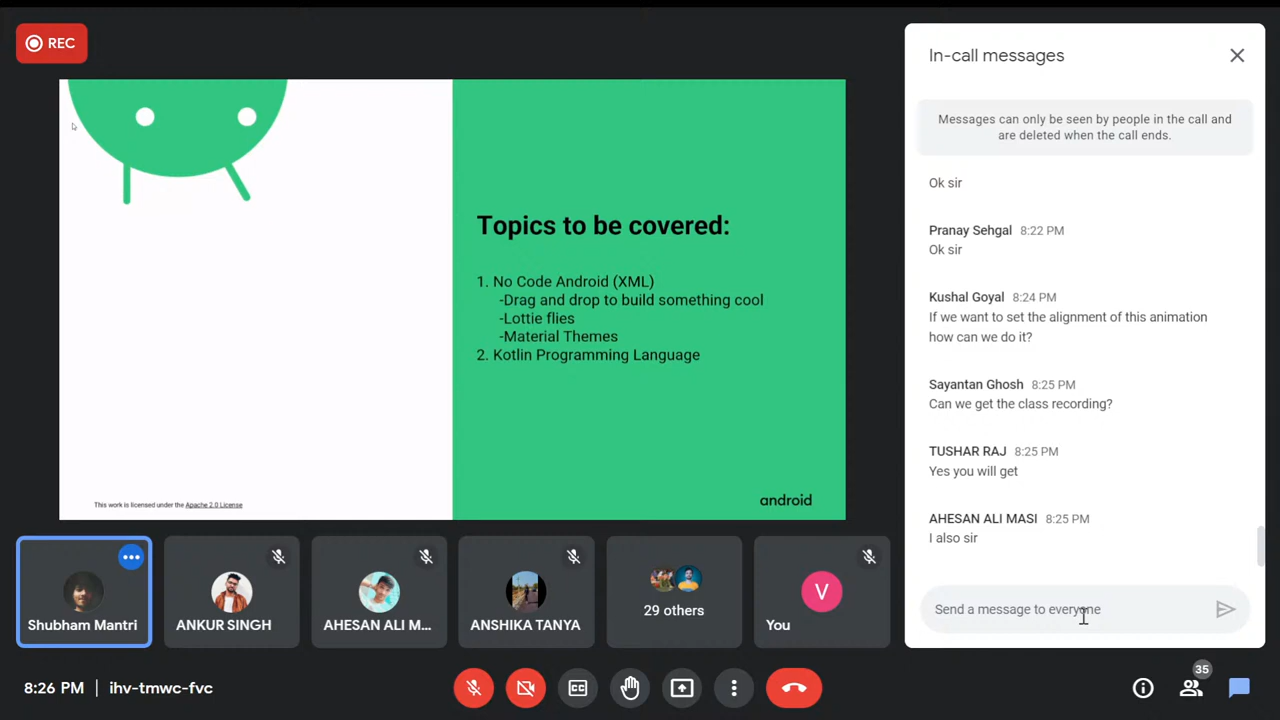 REC
Topics to be covered:
1. No Code Android (XML)
-Drag and drop to build something cool
-Lottie flies
-Material Themes
2. Kotlin Programming Language
This work is licensed under the Apache 2.0 License
android
In-call messages
Messages can only be seen by people in the call and
are deleted when the call ends.
Ok sir
Pranay Sehgal 8:22 PM
Ok sir
Kushal Goyal 8:24 PM
If we want to set the alignment of this animation
how can we do it?
Sayantan Ghosh 8:25 PM
Can we get the class recording?
TUSHAR RAJ 8:25 PM
Yes you will get
AHESAN ALI MASI 8:25 PM
I also sir
Send a message to everyone
Shubham Mantri
ANKUR SINGH
AHESAN ALI M...
ANSHIKA TANYA
29 others
V
You
8:26 PM | ihv-tmwc-fvc
CC
35